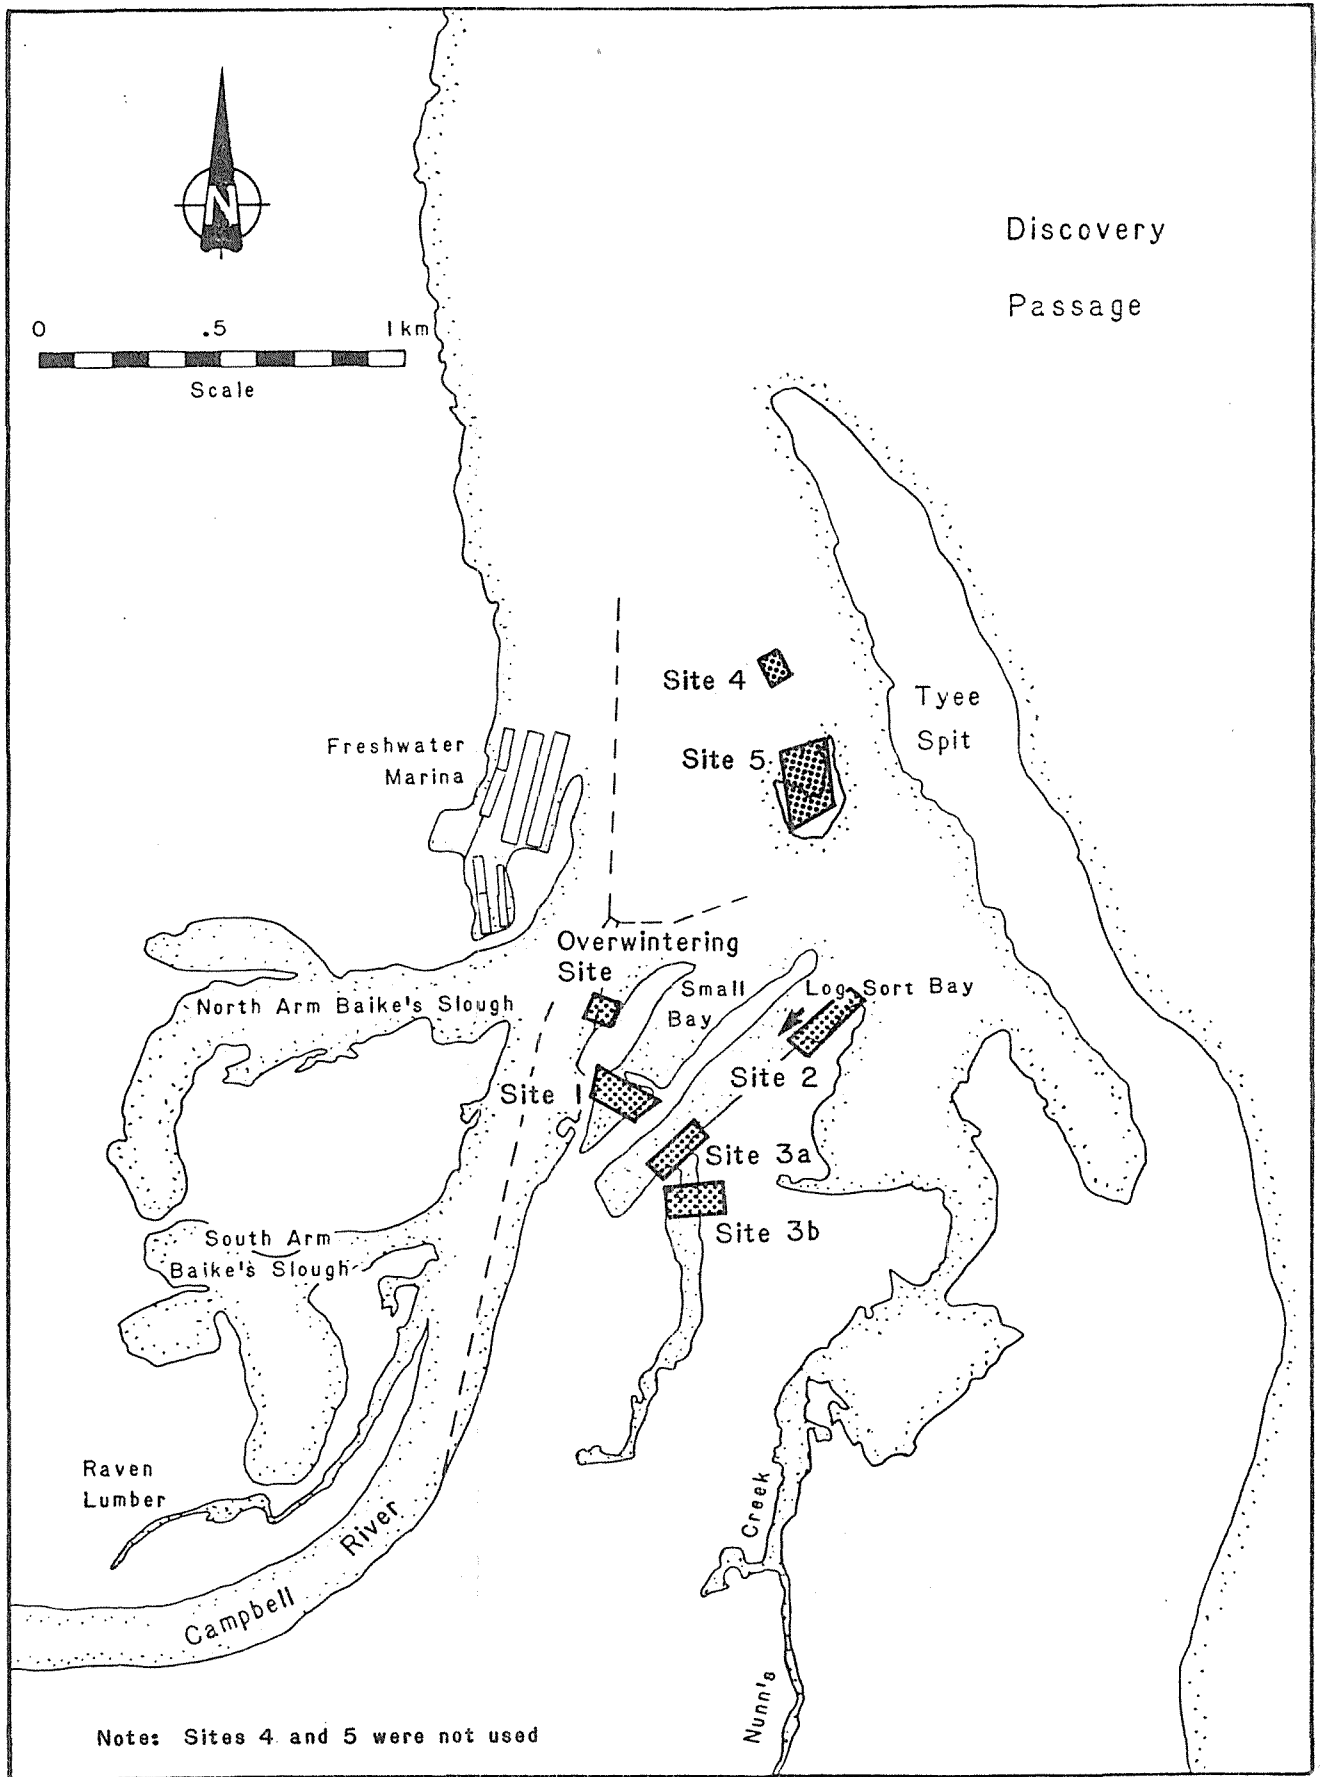 N
Discovery
Passage
0 .5 1 km
Scale
Site 4
Tyee
Spit
Freshwater
Marina
Site 5
Overwintering
Site
Small
Bay
Log Sort Bay
North Arm Baike's Slough
Site 2
Site 1
Site 3a
Site 3b
South Arm
Baike's Slough
Raven
Lumber
Campbell River
Nunn's Creek
Note: Sites 4 and 5 were not used